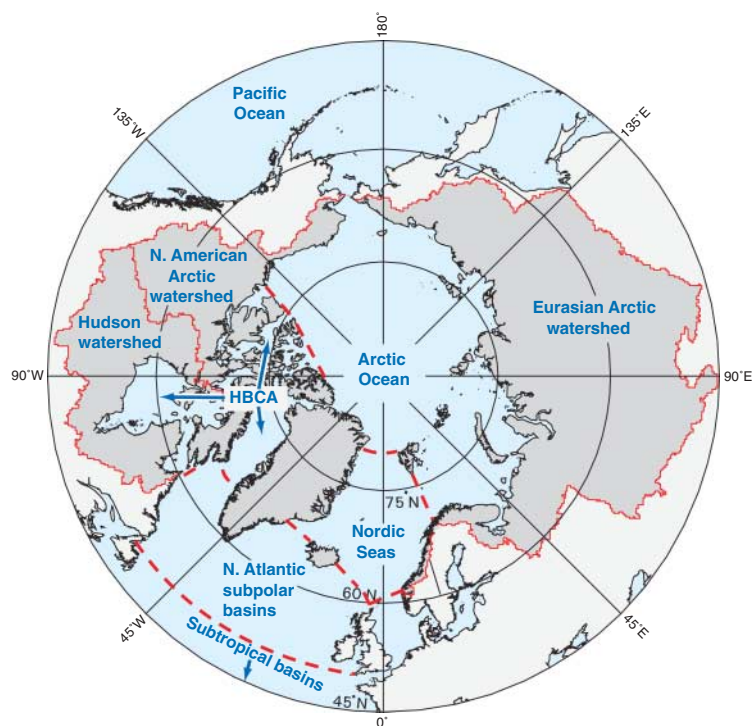 180°
Pacific
Ocean
135°W
135°E
N. American
Arctic
watershed
Hudson
watershed
Eurasian Arctic
watershed
Arctic
Ocean
90°W
90°E
HBCA
75°N
Nordic
Seas
N. Atlantic
subpolar
basins
60°N
45°W
45°E
Subtropical basins
45°N
0°